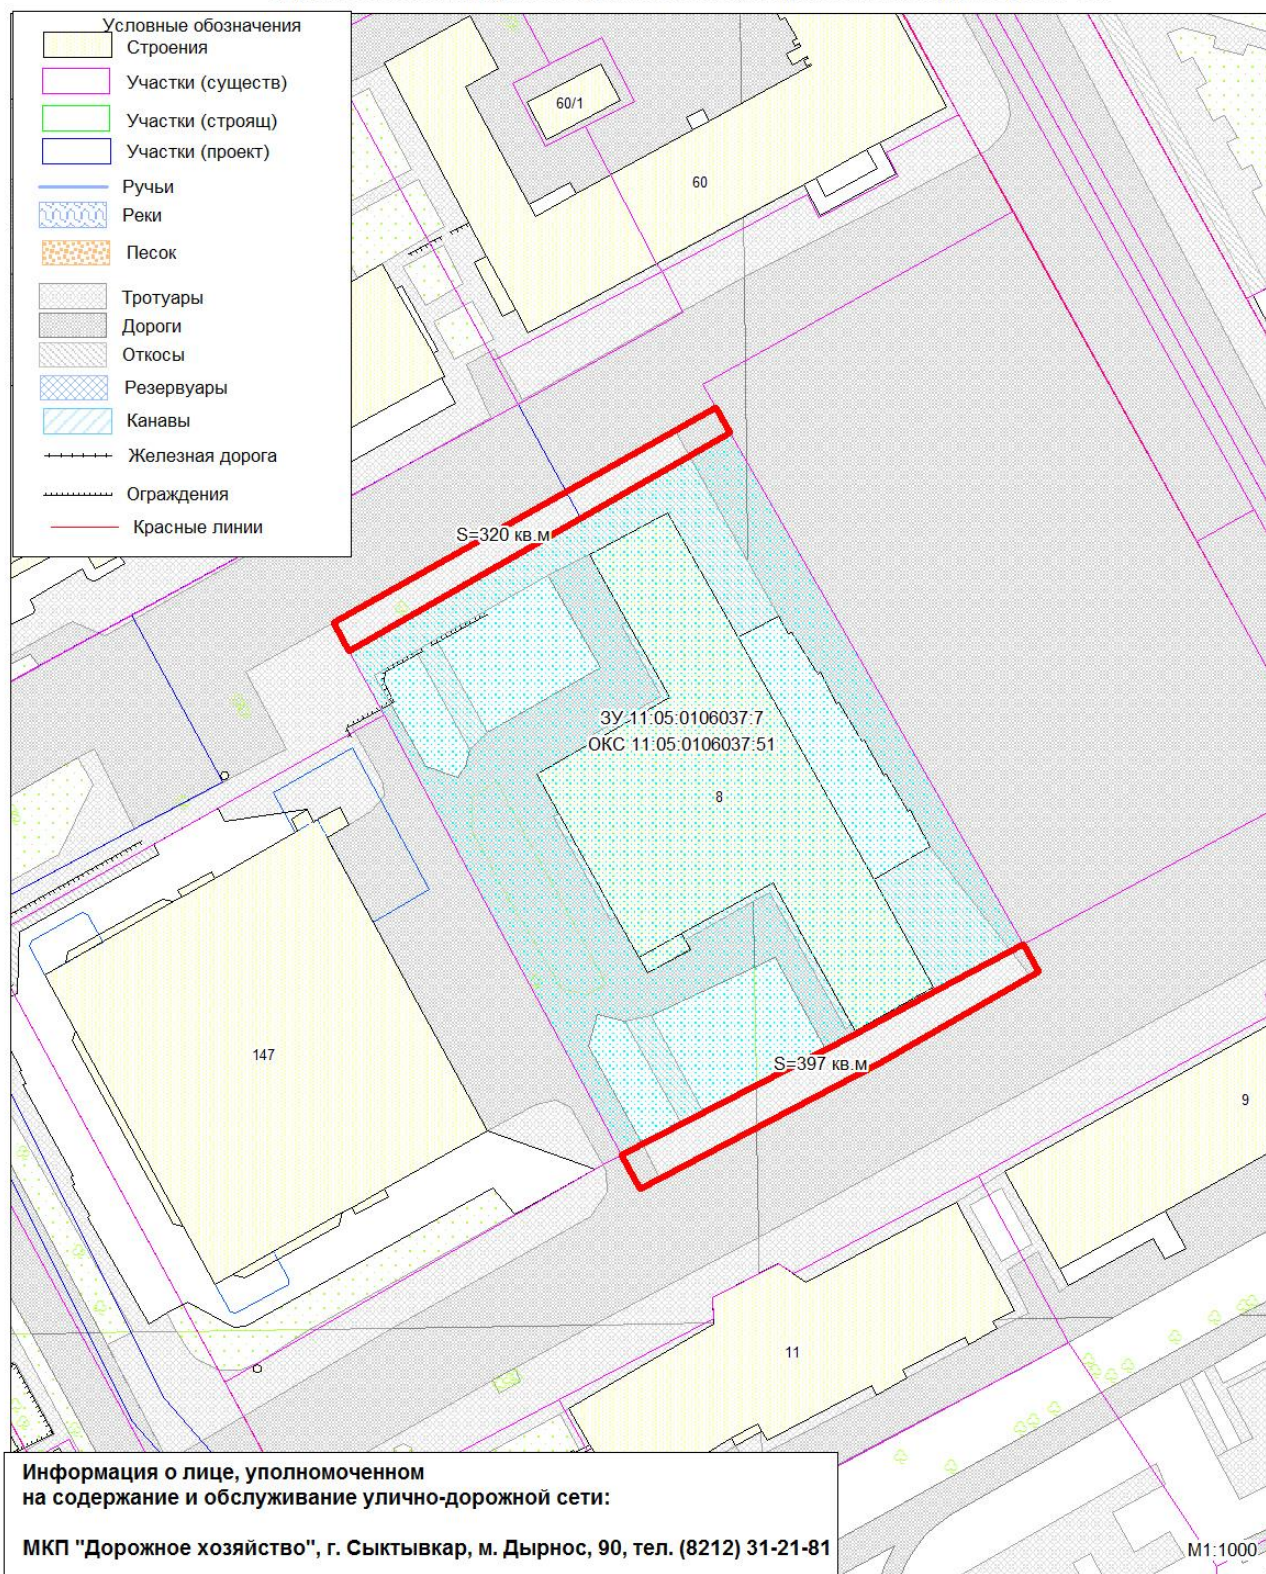 Условные обозначения
Строения
Участки (существ)
Участки (строящ)
Участки (проект)
Ручьи
Реки
Песок
Тротуары
Дороги
Откосы
Резервуары
Канавы
Железная дорога
Ограждения
Красные линии
60/1
60
S=320 кв.м
ЗУ 11:05:0106037:7
ОКС 11:05:0106037:51
8
147
S=397 кв.м
9
11
Информация о лице, уполномоченном
на содержание и обслуживание улично-дорожной сети:
МКП "Дорожное хозяйство", г. Сыктывкар, м. Дырнос, 90, тел. (8212) 31-21-81
М1:1000